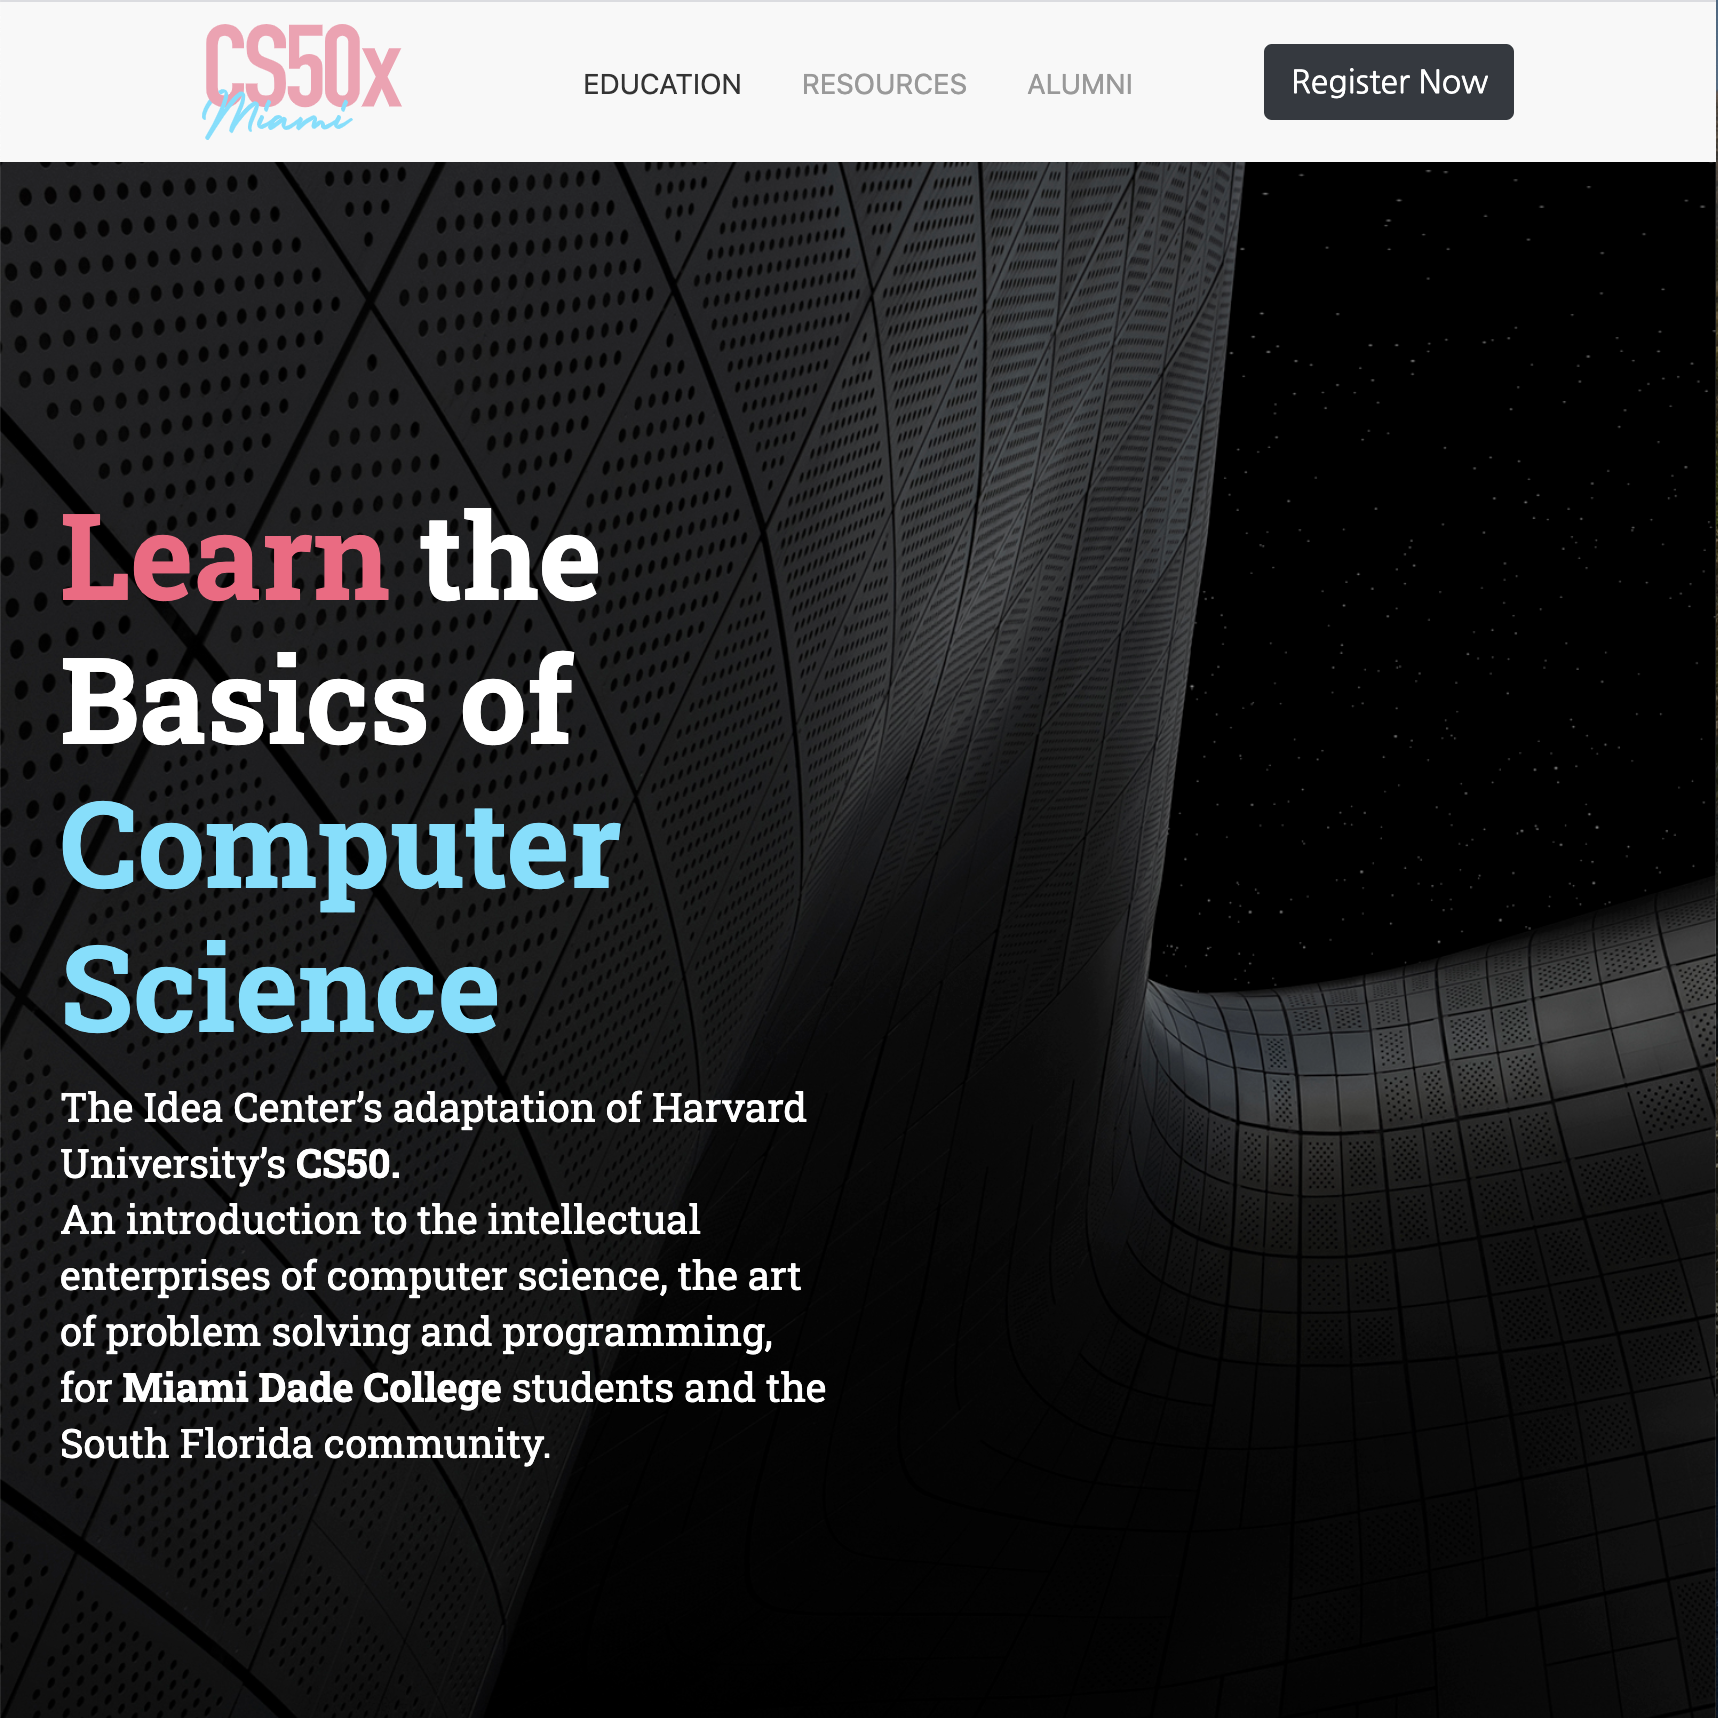 CS50x
Miami
EDUCATION
RESOURCES
ALUMNI
Register Now
Learn the
Basics of
Computer
Science
The Idea Center’s adaptation of Harvard
University’s CS50.
An introduction to the intellectual
enterprises of computer science, the art
of problem solving and programming,
for Miami Dade College students and the
South Florida community.